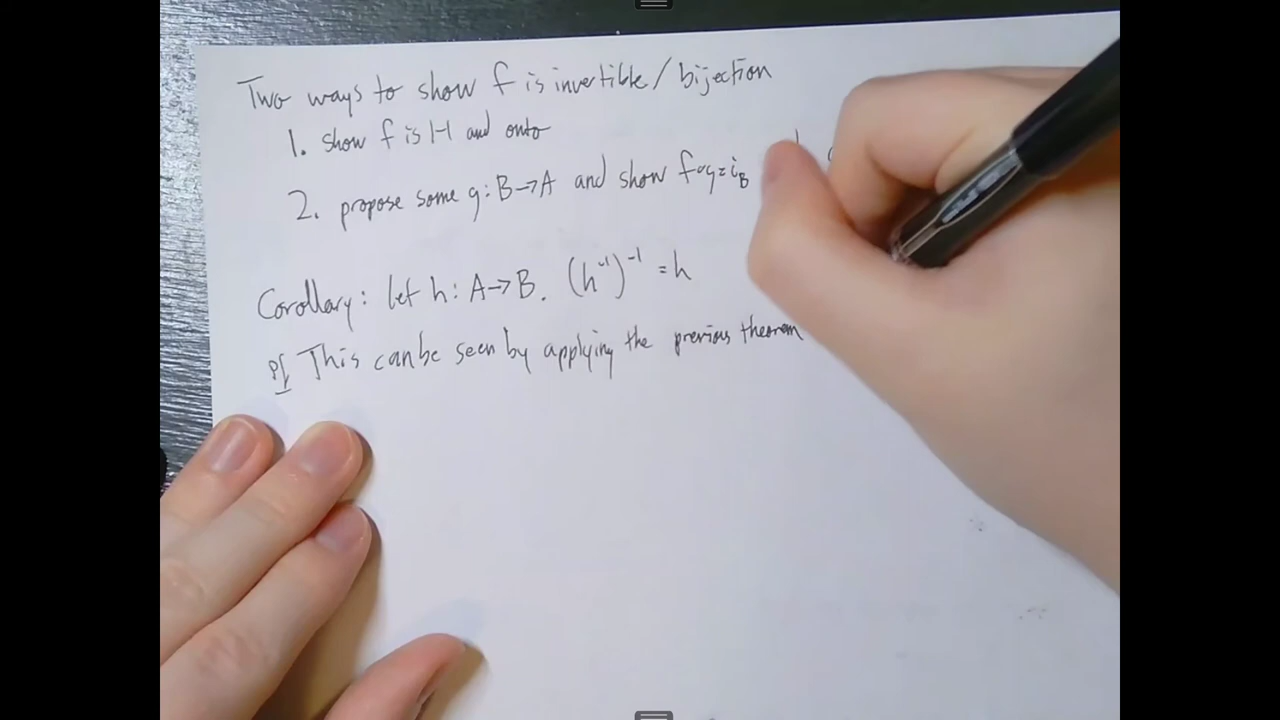 Two ways to show f is invertible/bijection
1. show f is 1-1 and onto
2. propose some g: B→A and show f∘g=i_B
Corollary: let h: A→B. (h⁻¹)⁻¹ = h
pf This can be seen by applying the previous theorem